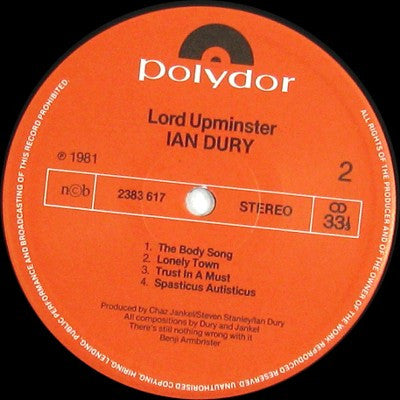 polydor
Lord Upminster
IAN DURY
℗ 1981
2
n©b
2383 617
STEREO
33⅓
1. The Body Song
2. Lonely Town
3. Trust In A Must
4. Spasticus Autisticus
Produced by Chaz Jankel/Steven Stanley/Ian Dury
All compositions by Dury and Jankel
There's still nothing wrong with it
Benji Armbrister
ALL RIGHTS OF THE PRODUCER AND OF THE OWNER OF THE WORK REPRODUCED RESERVED. UNAUTHORISED COPYING, HIRING, LENDING, PUBLIC PERFORMANCE AND BROADCASTING OF THIS RECORD PROHIBITED.